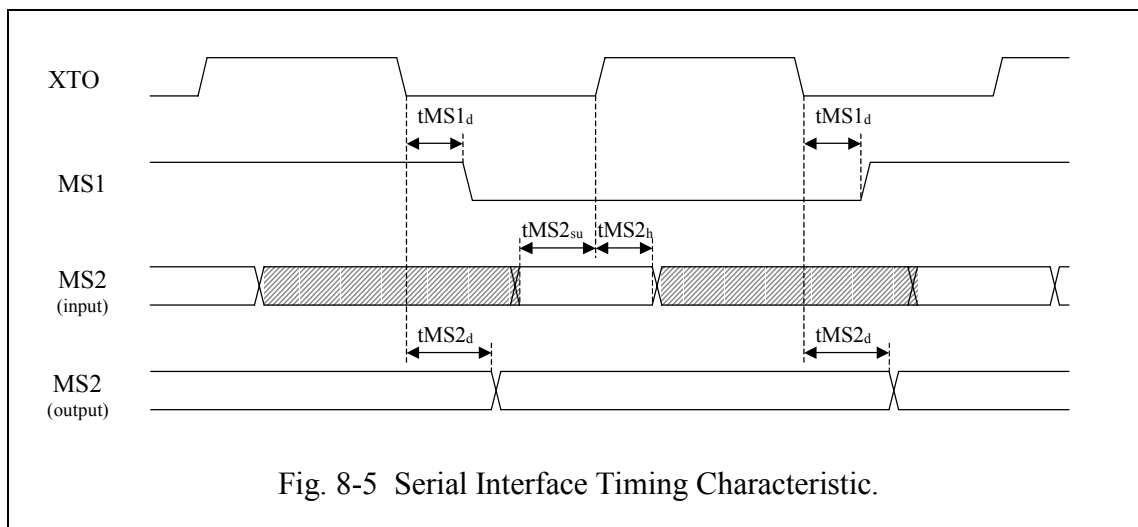 XTO
tMS1d tMS1d
MS1
tMS2su tMS2h
MS2
(input)
tMS2d tMS2d
MS2
(output)
Fig. 8-5 Serial Interface Timing Characteristic.